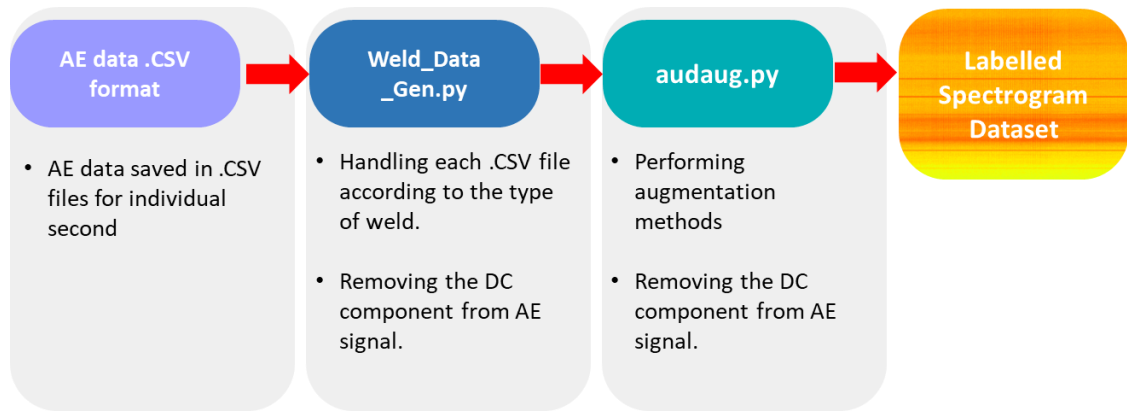 AE data .CSV
format
• AE data saved in .CSV
files for individual
second
Weld_Data
_Gen.py
• Handling each .CSV file
according to the type
of weld.
• Removing the DC
component from AE
signal.
audaug.py
• Performing
augmentation
methods
• Removing the DC
component from AE
signal.
Labelled
Spectrogram
Dataset